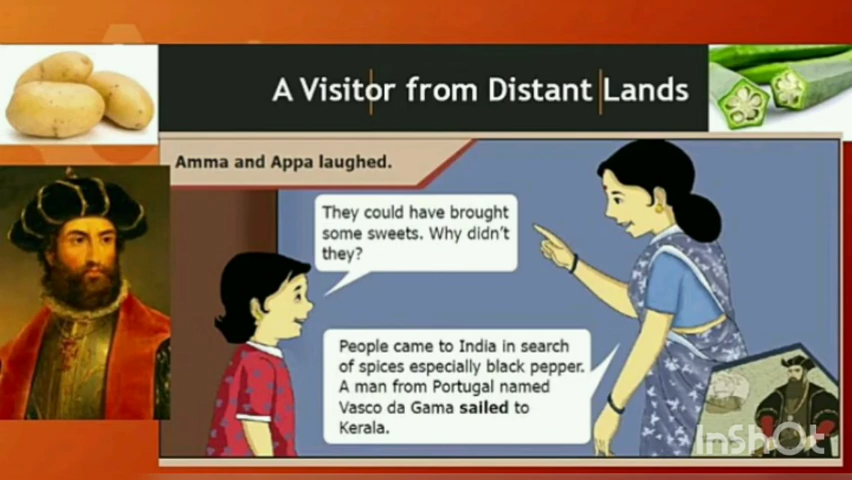 A Visitor from Distant Lands
Amma and Appa laughed.
They could have brought
some sweets. Why didn't
they?
People came to India in search
of spices especially black pepper.
A man from Portugal named
Vasco da Gama sailed to
Kerala.
InShOt